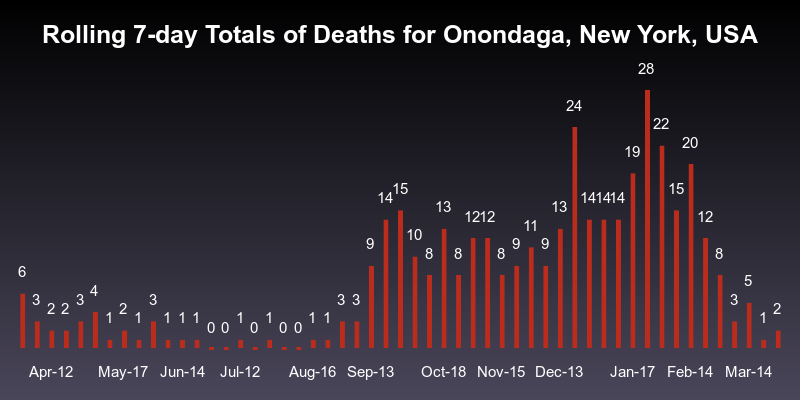 Rolling 7-day Totals of Deaths for Onondaga, New York, USA
6 3 2 2 3 4 1 2 1 3 1 1 1 0 0 1 0 1 0 0 1 1 3 3 9 14 15 10 8 13 8 12 12 8 9 11 9 13 24 14 14 14 19 28 22 15 20 12 8 3 5 1 2
Apr-12 May-17 Jun-14 Jul-12 Aug-16 Sep-13 Oct-18 Nov-15 Dec-13 Jan-17 Feb-14 Mar-14